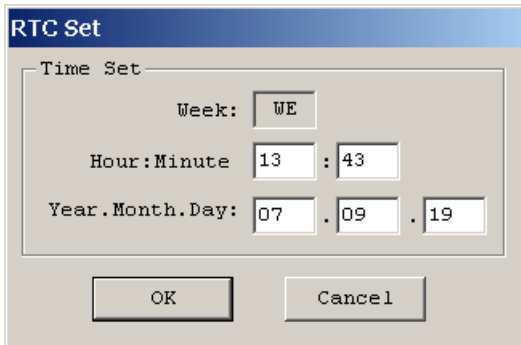 RTC Set
Time Set
Week: WE
Hour:Minute 13 : 43
Year.Month.Day: 07 . 09 . 19
OK Cancel